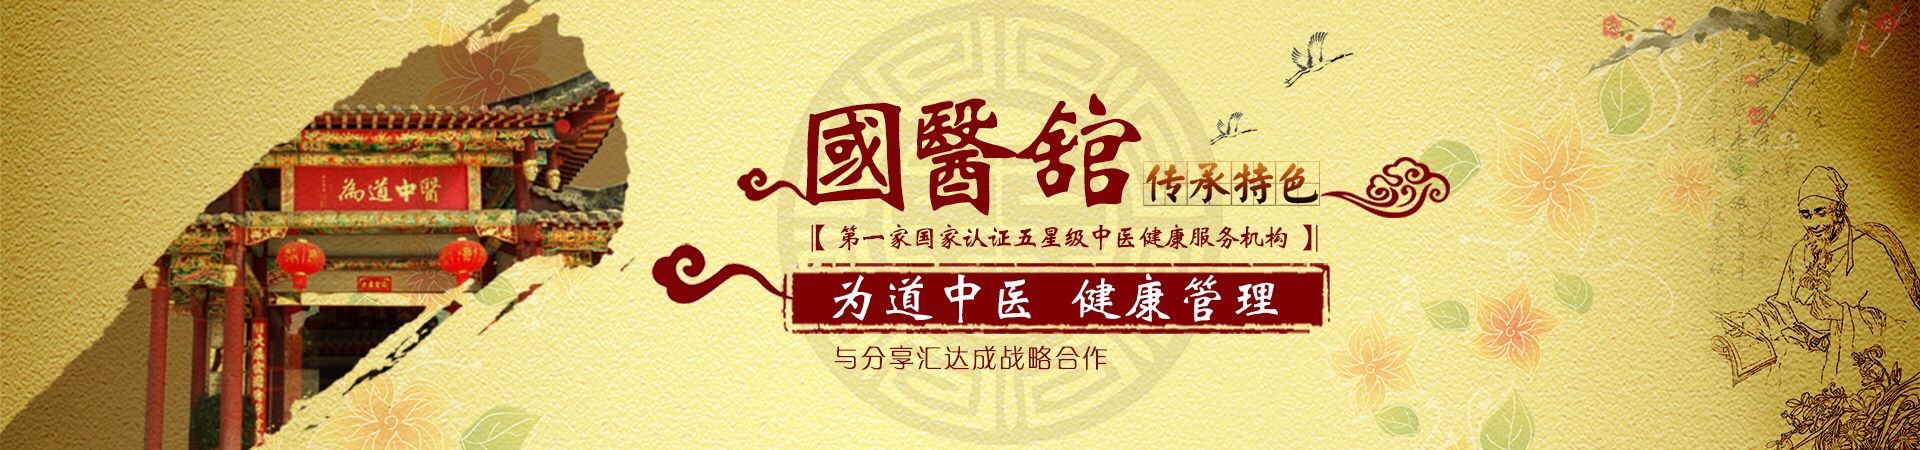 國醫舘
传承特色
【 第一家国家认证五星级中医健康服务机构 】
为道中医 健康管理
与分享汇达成战略合作
為道中醫